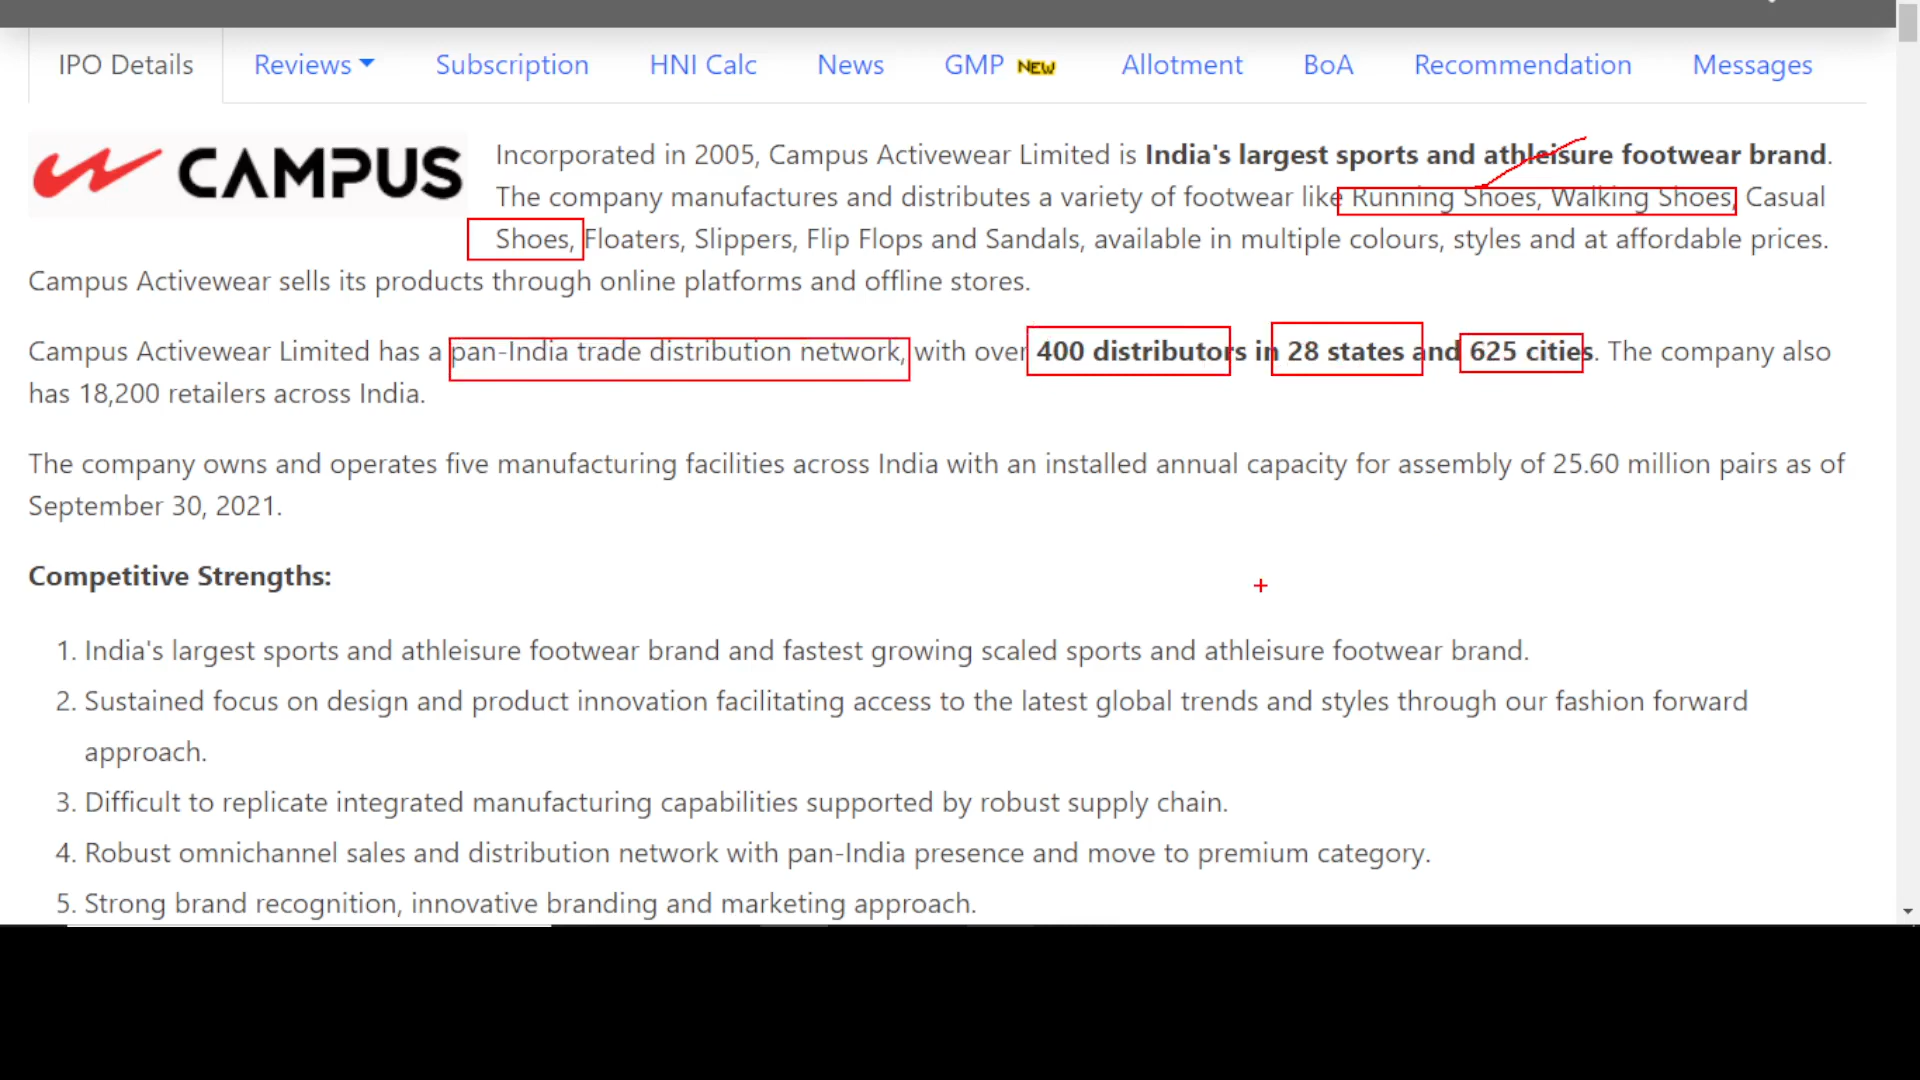 IPO Details Reviews Subscription HNI Calc News GMP NEW Allotment BoA Recommendation Messages
CAMPUS
Incorporated in 2005, Campus Activewear Limited is India's largest sports and athleisure footwear brand.
The company manufactures and distributes a variety of footwear like Running Shoes, Walking Shoes, Casual
Shoes, Floaters, Slippers, Flip Flops and Sandals, available in multiple colours, styles and at affordable prices.
Campus Activewear sells its products through online platforms and offline stores.
Campus Activewear Limited has a pan-India trade distribution network, with over 400 distributors in 28 states and 625 cities. The company also
has 18,200 retailers across India.
The company owns and operates five manufacturing facilities across India with an installed annual capacity for assembly of 25.60 million pairs as of
September 30, 2021.
Competitive Strengths:
1. India's largest sports and athleisure footwear brand and fastest growing scaled sports and athleisure footwear brand.
2. Sustained focus on design and product innovation facilitating access to the latest global trends and styles through our fashion forward
approach.
3. Difficult to replicate integrated manufacturing capabilities supported by robust supply chain.
4. Robust omnichannel sales and distribution network with pan-India presence and move to premium category.
5. Strong brand recognition, innovative branding and marketing approach.